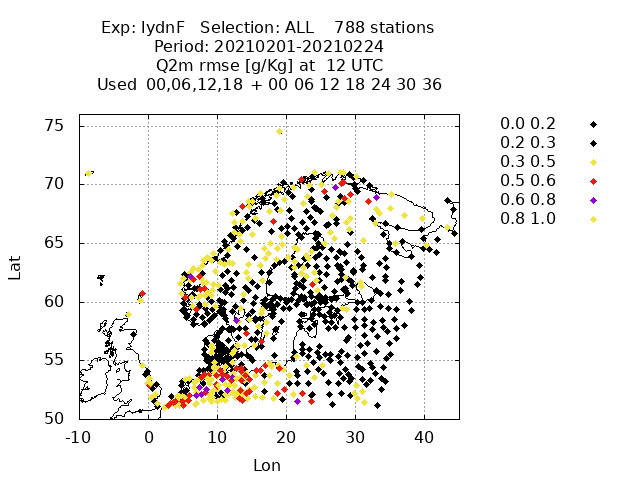 Exp: lydnF Selection: ALL 788 stations
Period: 20210201-20210224
Q2m rmse [g/Kg] at 12 UTC
Used 00,06,12,18 + 00 06 12 18 24 30 36
75
70
65
60
55
50
-10 0 10 20 30 40
Lat
Lon
0.0 0.2
0.2 0.3
0.3 0.5
0.5 0.6
0.6 0.8
0.8 1.0